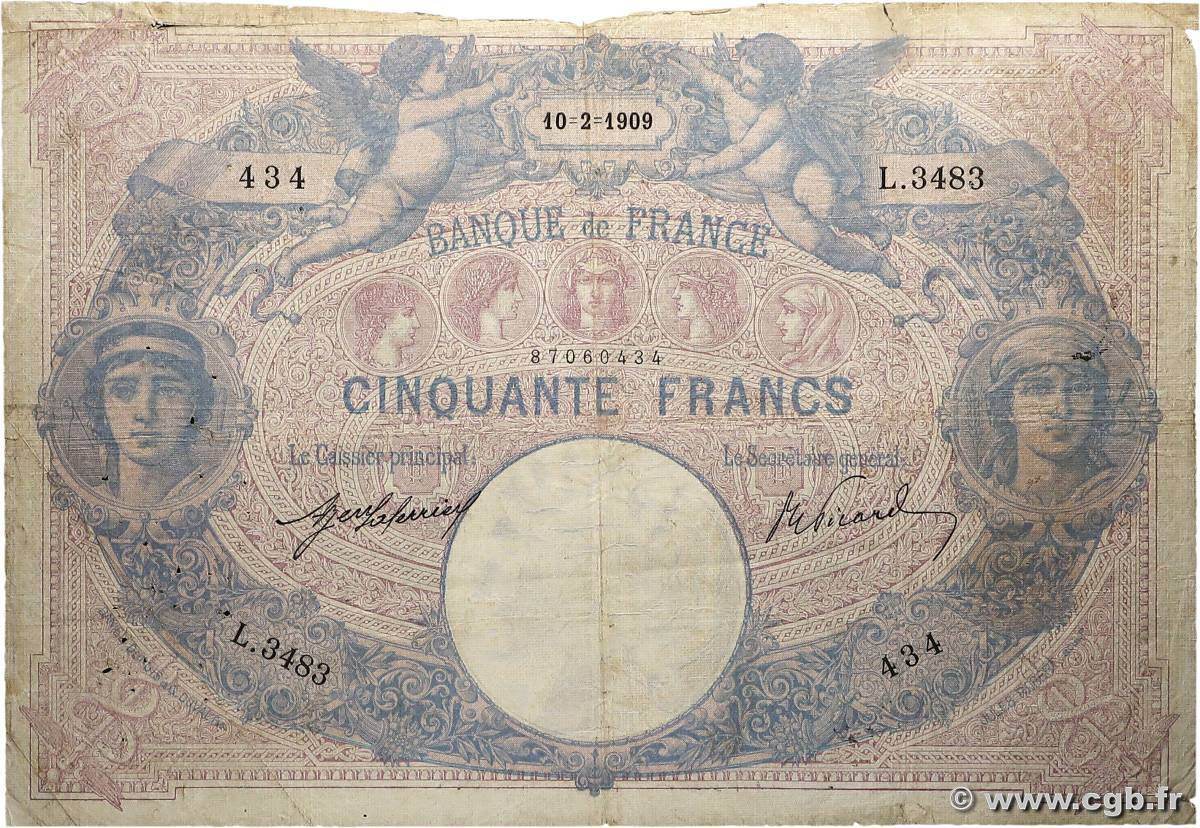 10=2=1909
434
L.3483
BANQUE de FRANCE
87060434
CINQUANTE FRANCS
Le Caissier principal,
Le Secrétaire général,
L.3483
434
© www.cgb.fr